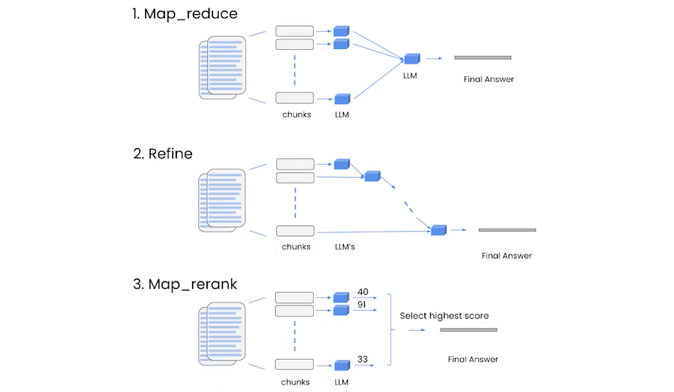 1. Map_reduce
chunks
LLM
LLM
Final Answer
2. Refine
chunks
LLM's
Final Answer
3. Map_rerank
40
91
33
Select highest score
chunks
LLM
Final Answer